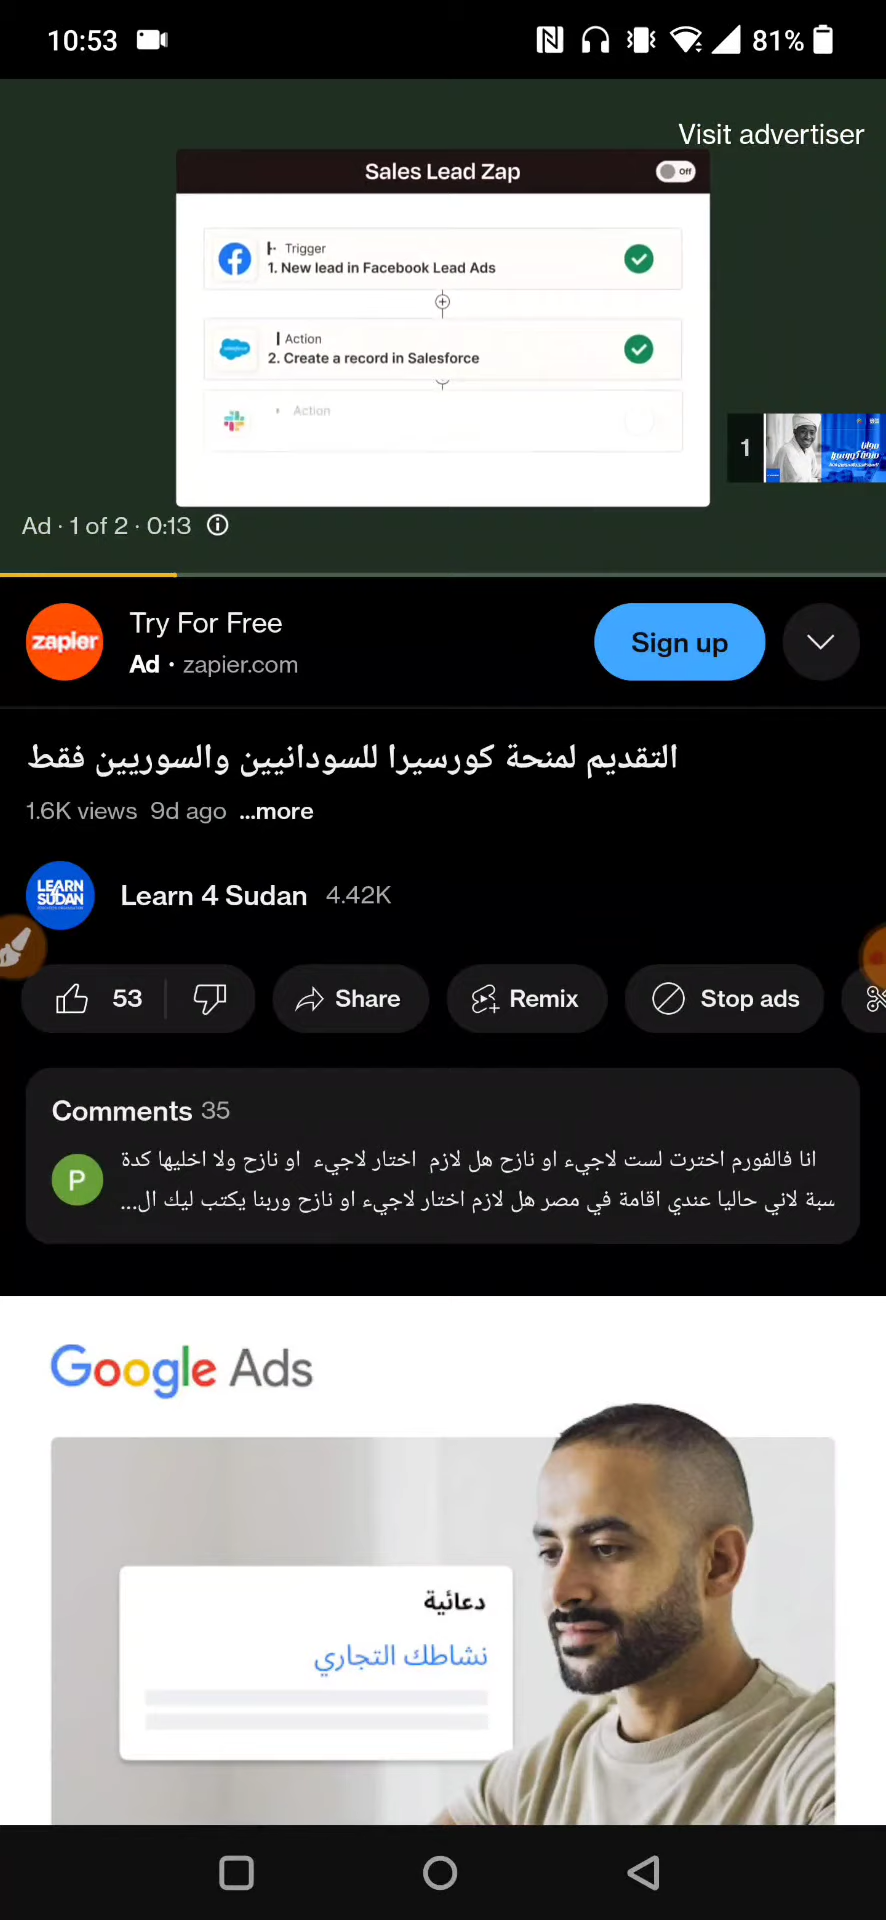 10:53
81%
Visit advertiser
Sales Lead Zap
Off
Trigger
1. New lead in Facebook Lead Ads
Action
2. Create a record in Salesforce
Action
1
Ad · 1 of 2 · 0:13
zapier
Try For Free
Sign up
Ad · zapier.com
التقديم لمنحة كورسيرا للسودانيين والسوريين فقط
1.6K views 9d ago ...more
LEARN
4
SUDAN
Learn 4 Sudan 4.42K
53
Share
Remix
Stop ads
Comments 35
P
انا فالفورم اخترت لست لاجيء او نازح هل لازم اختار لاجيء او نازح ولا اخليها كدة
سبة لاني حاليا عندي اقامة في مصر هل لازم اختار لاجيء او نازح وربنا يكتب ليك ال...
Google Ads
دعائية
نشاطك التجاري